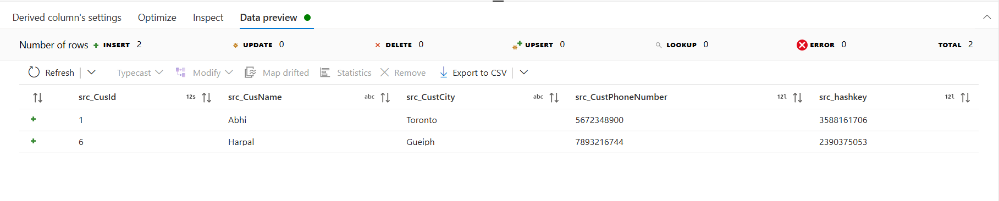 Derived column's settings Optimize Inspect Data preview
Number of rows INSERT 2 UPDATE 0 DELETE 0 UPSERT 0 LOOKUP 0 ERROR 0 TOTAL 2
Refresh Typecast Modify Map drifted Statistics Remove Export to CSV
src_CusId 12s src_CusName abc src_CustCity abc src_CustPhoneNumber 12l src_hashkey 12l
1 Abhi Toronto 5672348900 3588161706
6 Harpal Gueiph 7893216744 2390375053